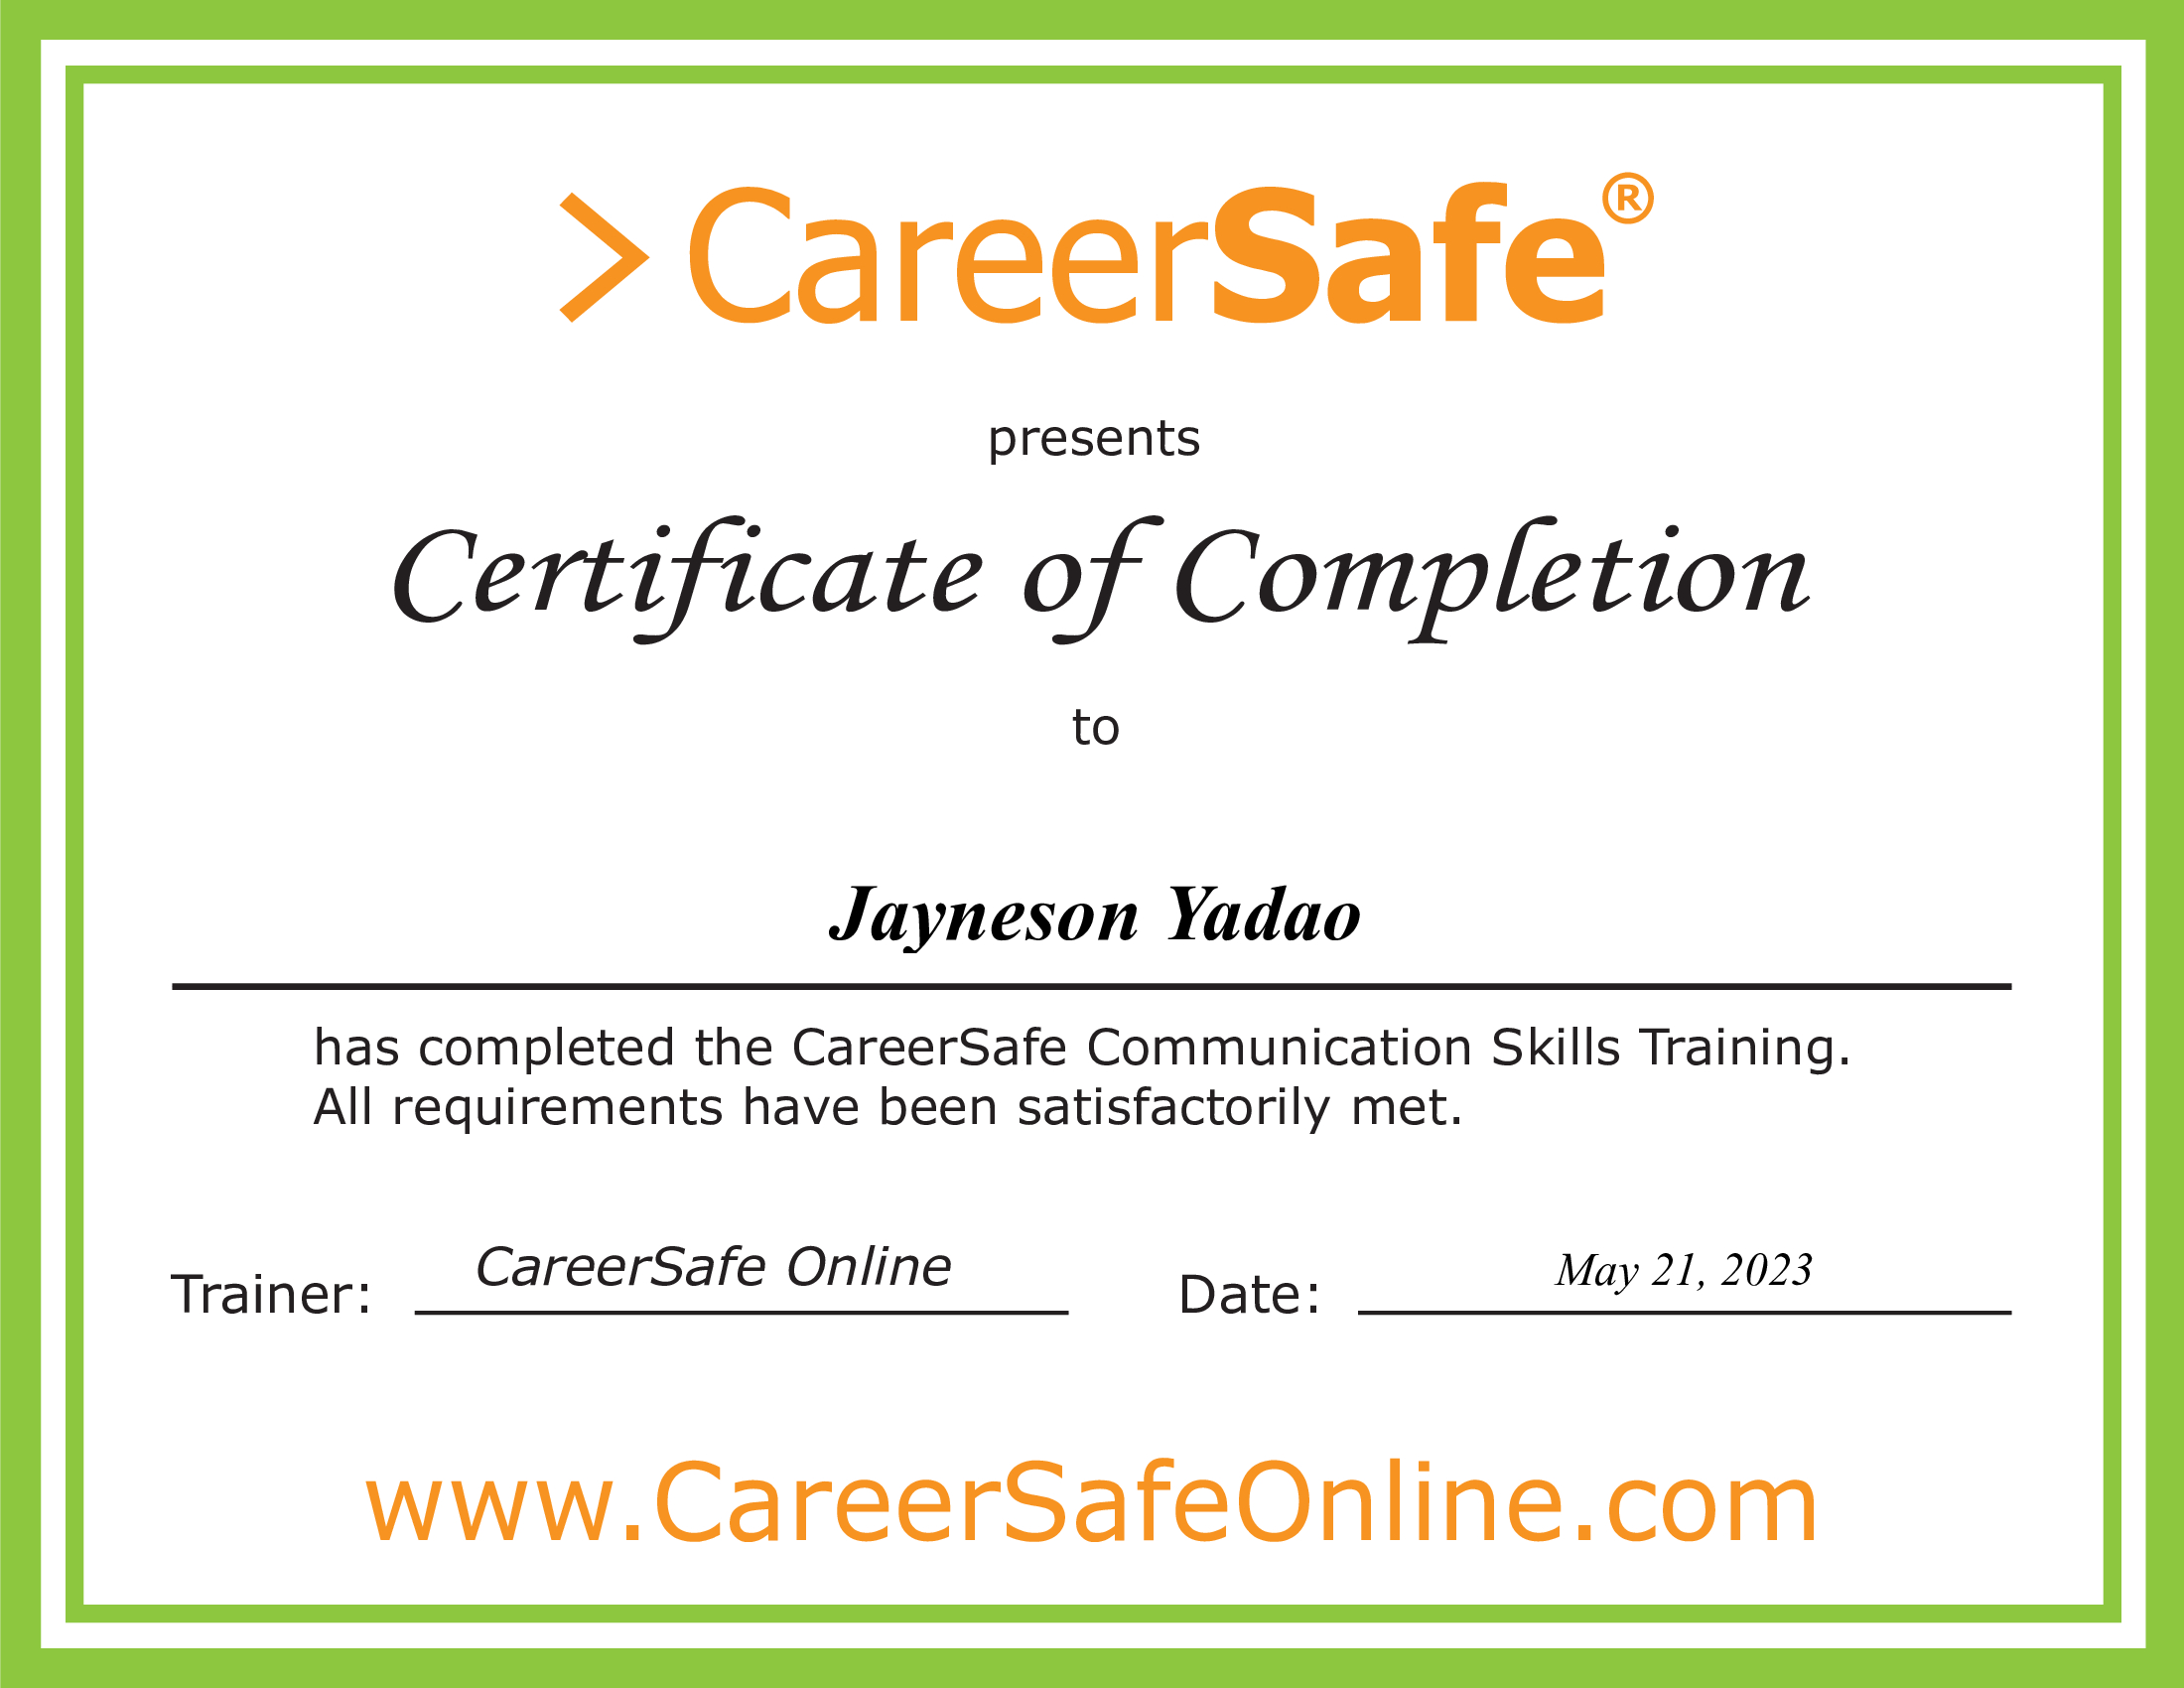 > CareerSafe®
presents
Certificate of Completion
to
Jayneson Yadao
has completed the CareerSafe Communication Skills Training.
All requirements have been satisfactorily met.
Trainer: CareerSafe Online Date: May 21, 2023
www.CareerSafeOnline.com